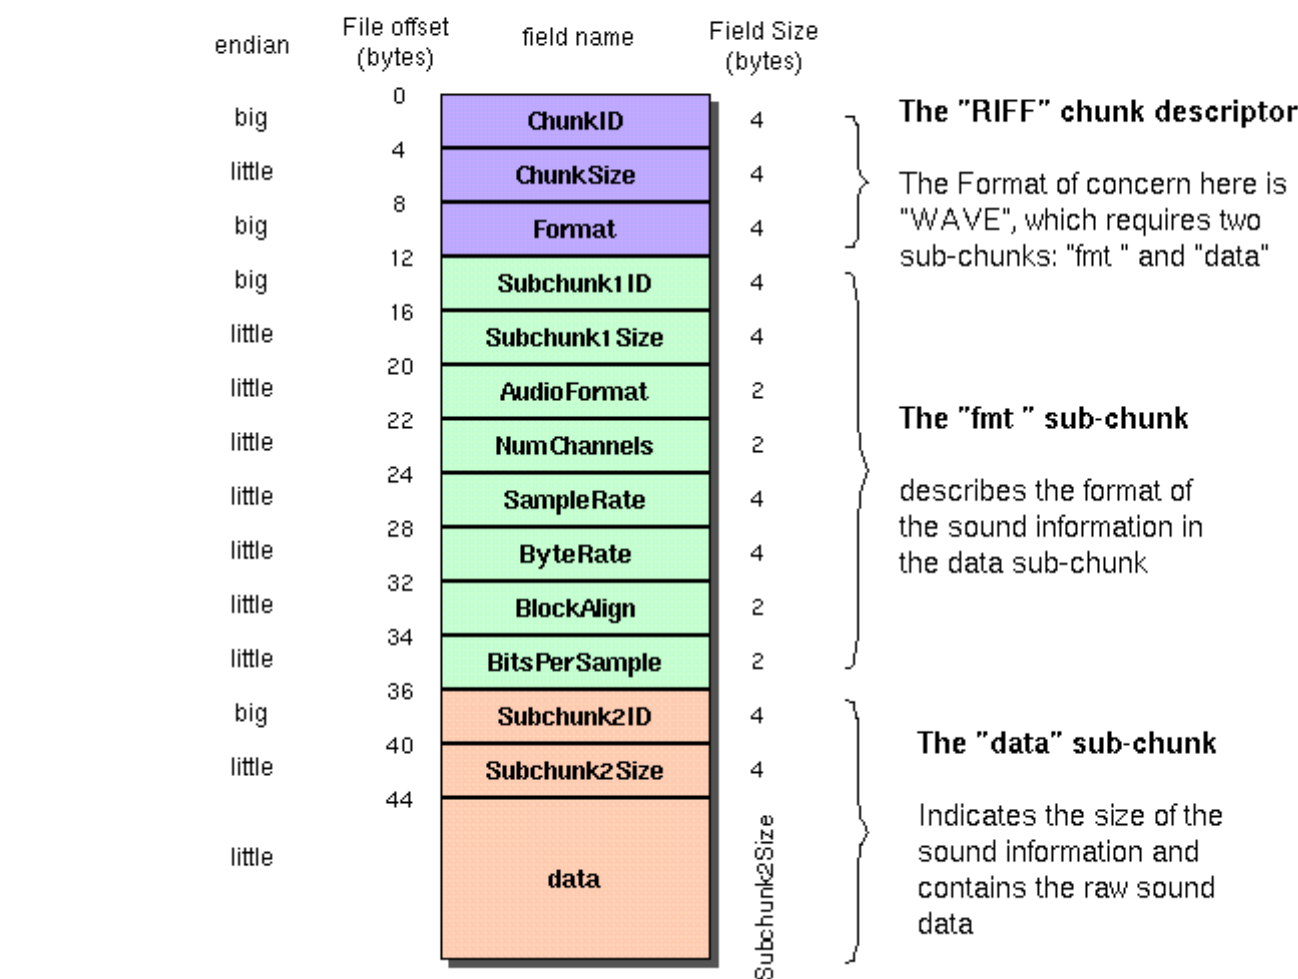 endian
File offset
(bytes)
field name
Field Size
(bytes)
0
big
ChunkID
4
4
little
ChunkSize
4
8
big
Format
4
12
The "RIFF" chunk descriptor
The Format of concern here is
"WAVE", which requires two
sub-chunks: "fmt " and "data"
big
Subchunk1ID
4
16
little
Subchunk1Size
4
20
little
AudioFormat
2
22
little
NumChannels
2
24
little
SampleRate
4
28
little
ByteRate
4
32
little
BlockAlign
2
34
little
BitsPerSample
2
36
The "fmt " sub-chunk
describes the format of
the sound information in
the data sub-chunk
big
Subchunk2ID
4
40
little
Subchunk2Size
4
44
little
data
Subchunk2Size
The "data" sub-chunk
Indicates the size of the
sound information and
contains the raw sound
data